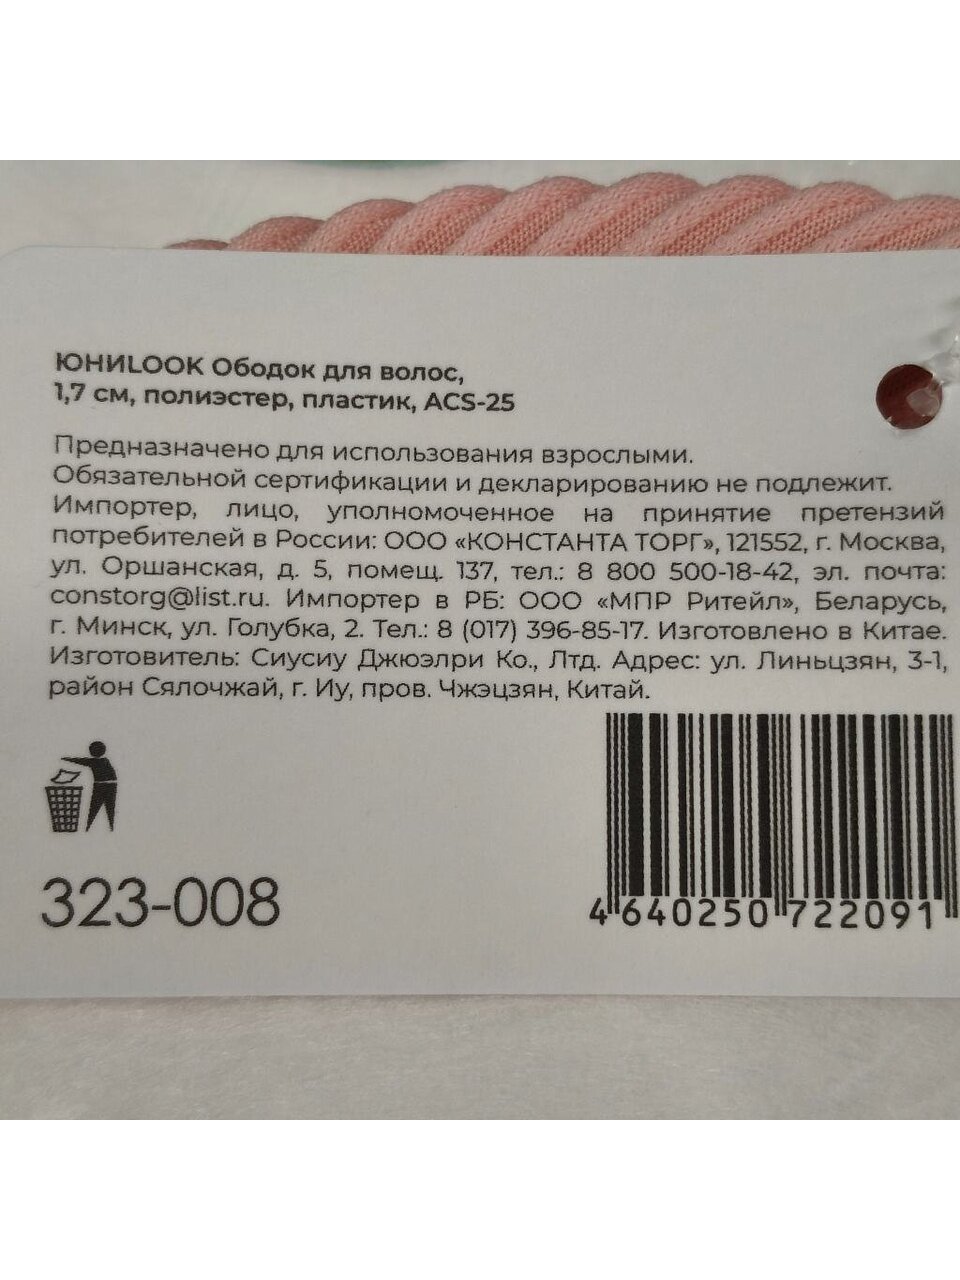 ЮНИLOOK Ободок для волос,
1,7 см, полиэстер, пластик, ACS-25
Предназначено для использования взрослыми.
Обязательной сертификации и декларированию не подлежит.
Импортер, лицо, уполномоченное на принятие претензий
потребителей в России: ООО «КОНСТАНТА ТОРГ», 121552, г. Москва,
ул. Оршанская, д. 5, помещ. 137, тел.: 8 800 500-18-42, эл. почта:
constorg@list.ru. Импортер в РБ: ООО «МПР Ритейл», Беларусь,
г. Минск, ул. Голубка, 2. Тел.: 8 (017) 396-85-17. Изготовлено в Китае.
Изготовитель: Сиусиу Джюэлри Ко., Лтд. Адрес: ул. Линьцзян, 3-1,
район Сялочжай, г. Иу, пров. Чжэцзян, Китай.
323-008
4 640250 722091